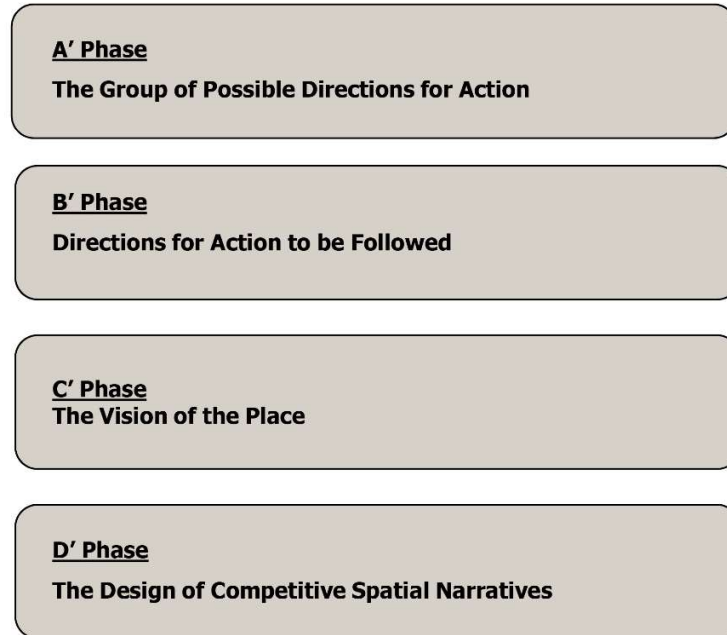 A′ Phase
The Group of Possible Directions for Action
B′ Phase
Directions for Action to be Followed
C′ Phase
The Vision of the Place
D′ Phase
The Design of Competitive Spatial Narratives